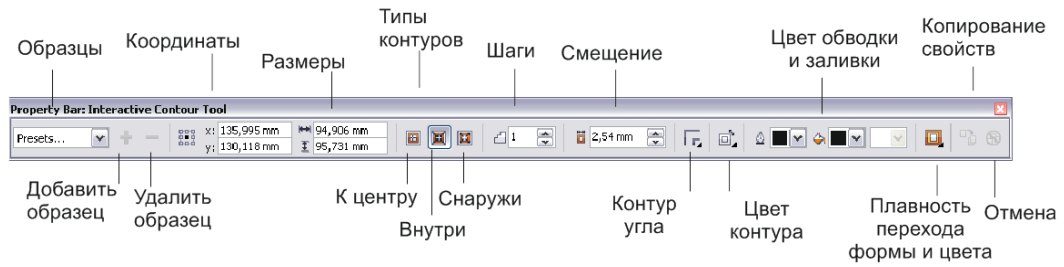 Образцы
Координаты
Размеры
Типы
контуров
Шаги
Смещение
Цвет обводки
и заливки
Копирование
свойств
Property Bar: Interactive Contour Tool
Presets...
x: 135,995 mm
y: 130,118 mm
94,906 mm
95,731 mm
1
2,54 mm
Добавить
образец
Удалить
образец
К центру
Внутри
Снаружи
Контур
угла
Цвет
контура
Плавность
перехода
формы и цвета
Отмена